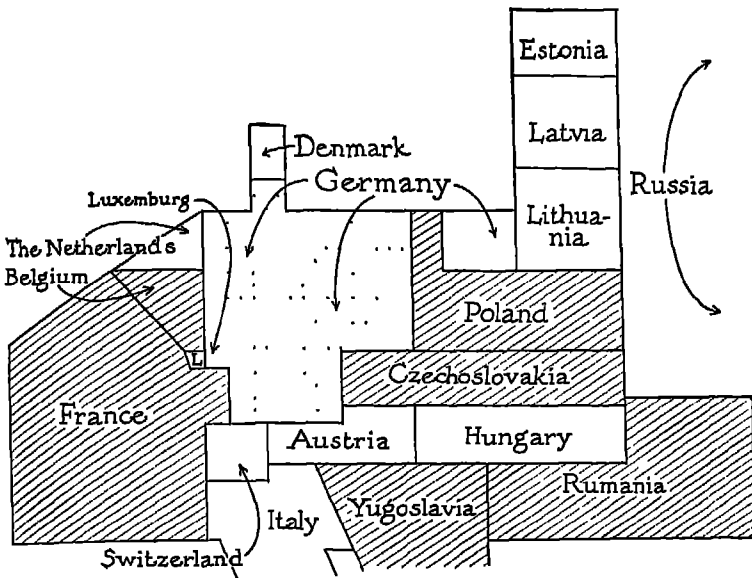 Estonia
Latvia
Denmark
Germany
Russia
Luxemburg
Lithua-
nia
The Netherlands
Belgium
Poland
L
Czechoslovakia
France
Austria
Hungary
Rumania
Yugoslavia
Italy
Switzerland